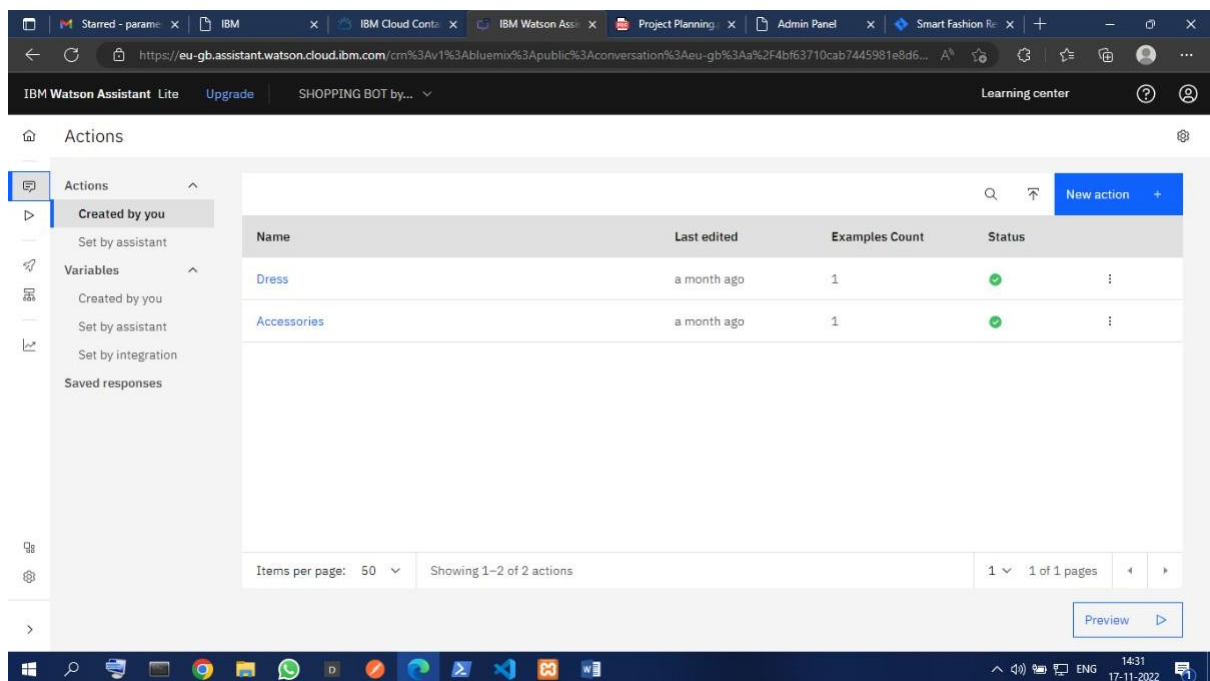 Starred - parame
IBM
IBM Cloud Conta
IBM Watson Assi
Project Planning
Admin Panel
Smart Fashion Re
https://eu-gb.assistant.watson.cloud.ibm.com/crn%3Av1%3Abluemix%3Apublic%3Aconversation%3Aeu-gb%3Aa%2F4bf63710cab7445981e8d6...
IBM Watson Assistant Lite Upgrade SHOPPING BOT by... Learning center
Actions
Actions
Created by you
Set by assistant
Variables
Created by you
Set by assistant
Set by integration
Saved responses
New action +
Name Last edited Examples Count Status
Dress a month ago 1
Accessories a month ago 1
Items per page: 50 Showing 1–2 of 2 actions 1 1 of 1 pages
Preview
ENG 14:31
17-11-2022